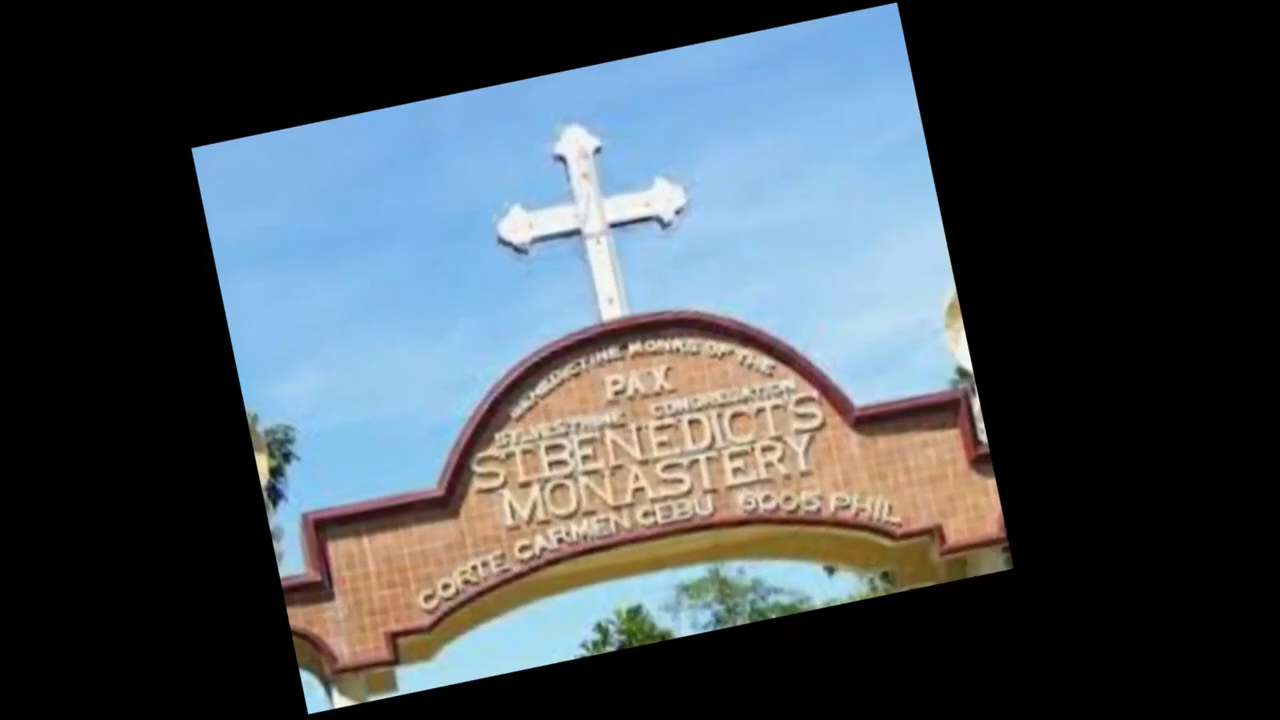 BENEDICTINE MONKS OF THE
PAX
SYLVESTRINE CONGREGATION
ST.BENEDICT'S
MONASTERY
CORTE CARMEN CEBU 6005 PHIL